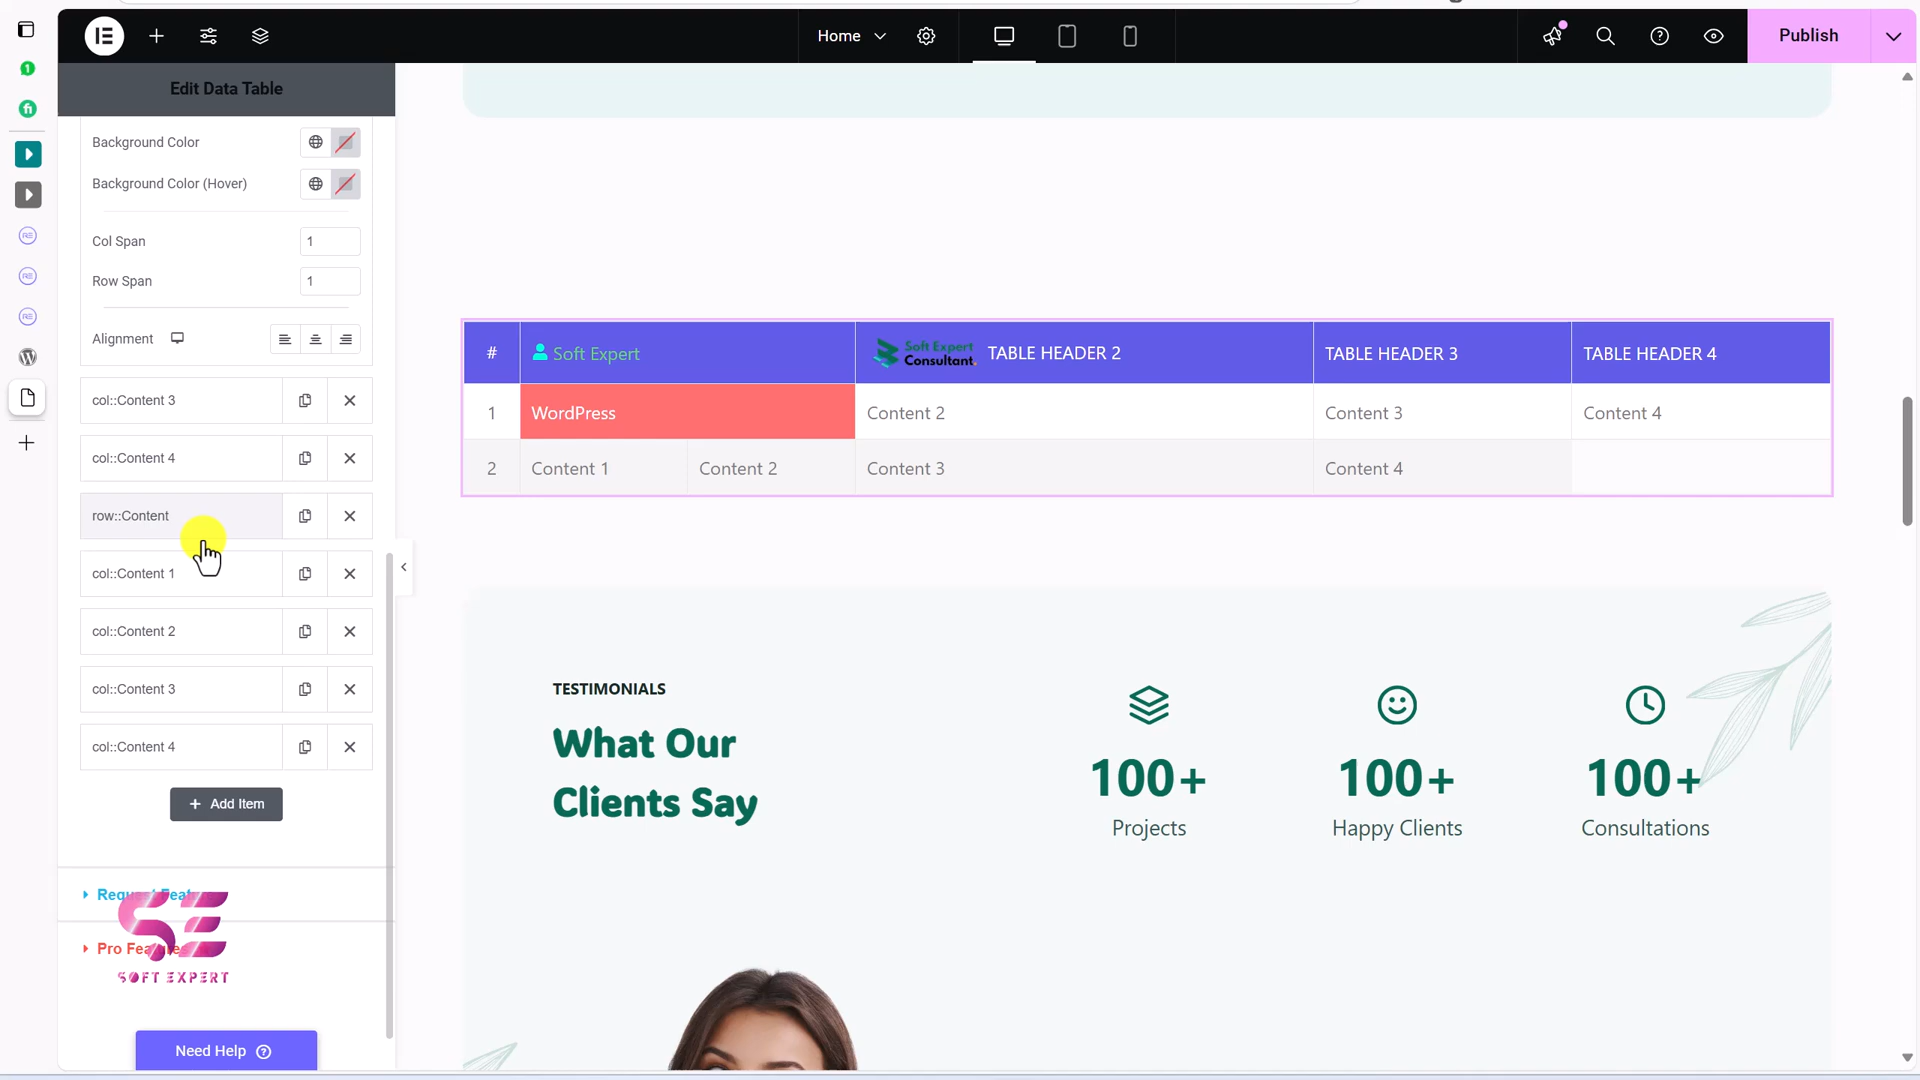 Home
Publish
Edit Data Table
Background Color
Background Color (Hover)
Col Span
1
Row Span
1
Alignment
col::Content 3
col::Content 4
row::Content
col::Content 1
col::Content 2
col::Content 3
col::Content 4
+ Add Item
Pro Features
SOFT EXPERT
Need Help
# Soft Expert Soft Expert Consultant. TABLE HEADER 2 TABLE HEADER 3 TABLE HEADER 4
1 WordPress Content 2 Content 3 Content 4
2 Content 1 Content 2 Content 3 Content 4
TESTIMONIALS
What Our
Clients Say
100+
Projects
100+
Happy Clients
100+
Consultations